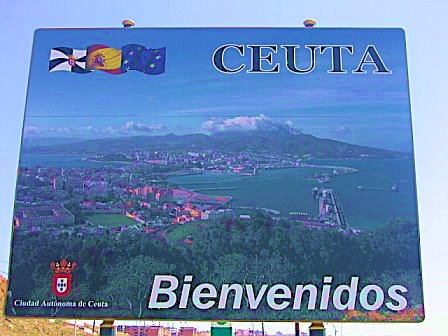 CEUTA
Ciudad Autónoma de Ceuta
Bienvenidos